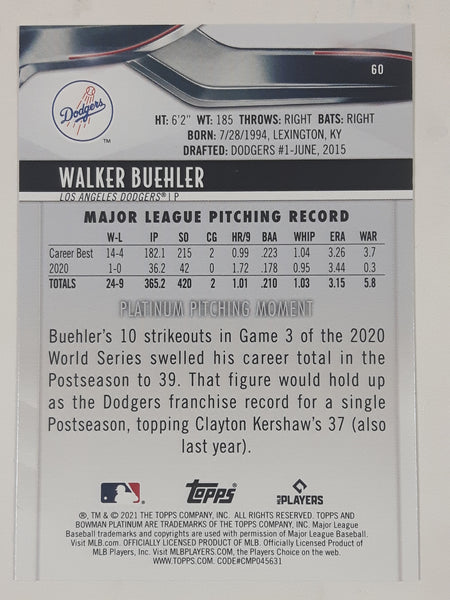 60
Dodgers
™
HT: 6'2" WT: 185 THROWS: RIGHT BATS: RIGHT
BORN: 7/28/1994, LEXINGTON, KY
DRAFTED: DODGERS #1-JUNE, 2015
WALKER BUEHLER
LOS ANGELES DODGERS® | P
MAJOR LEAGUE PITCHING RECORD
W-L IP SO CG HR/9 BAA WHIP ERA WAR
Career Best 14-4 182.1 215 2 0.99 .223 1.04 3.26 3.7
2020 1-0 36.2 42 0 1.72 .178 0.95 3.44 0.3
TOTALS 24-9 365.2 420 2 1.01 .210 1.03 3.15 5.8
PLATINUM PITCHING MOMENT
Buehler's 10 strikeouts in Game 3 of the 2020
World Series swelled his career total in the
Postseason to 39. That figure would hold up
as the Dodgers franchise record for a single
Postseason, topping Clayton Kershaw's 37 (also
last year).
TOPPS
MLB PLAYERS
®, TM, & © 2021 THE TOPPS COMPANY, INC. ALL RIGHTS RESERVED. TOPPS AND
BOWMAN PLATINUM ARE TRADEMARKS OF THE TOPPS COMPANY, INC. Major League
Baseball trademarks and copyrights are used with permission of Major League Baseball.
Visit MLB.com. OFFICIALLY LICENSED PRODUCT OF MLB. OFFICIALLY LICENSED PRODUCT OF
MLB Players, Inc. Visit MLBPLAYERS.com, the Players Choice on the web.
WWW.TOPPS.COM. CODE#CMP045631